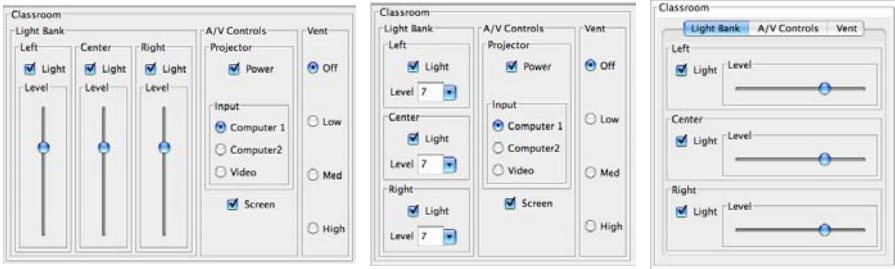 Classroom
Light Bank A/V Controls Vent
Left Center Right Projector
Light Light Light Power Off
Level Level Level
Input
Computer 1 Low
Computer2
Video Med
Screen
High
Classroom
Light Bank A/V Controls Vent
Left Projector
Light Power Off
Level 7
Input
Center Computer 1 Low
Light Computer2
Level 7 Video Med
Right
Light Screen
Level 7 High
Classroom
Light Bank A/V Controls Vent
Left
Light Level
Center
Light Level
Right
Light Level